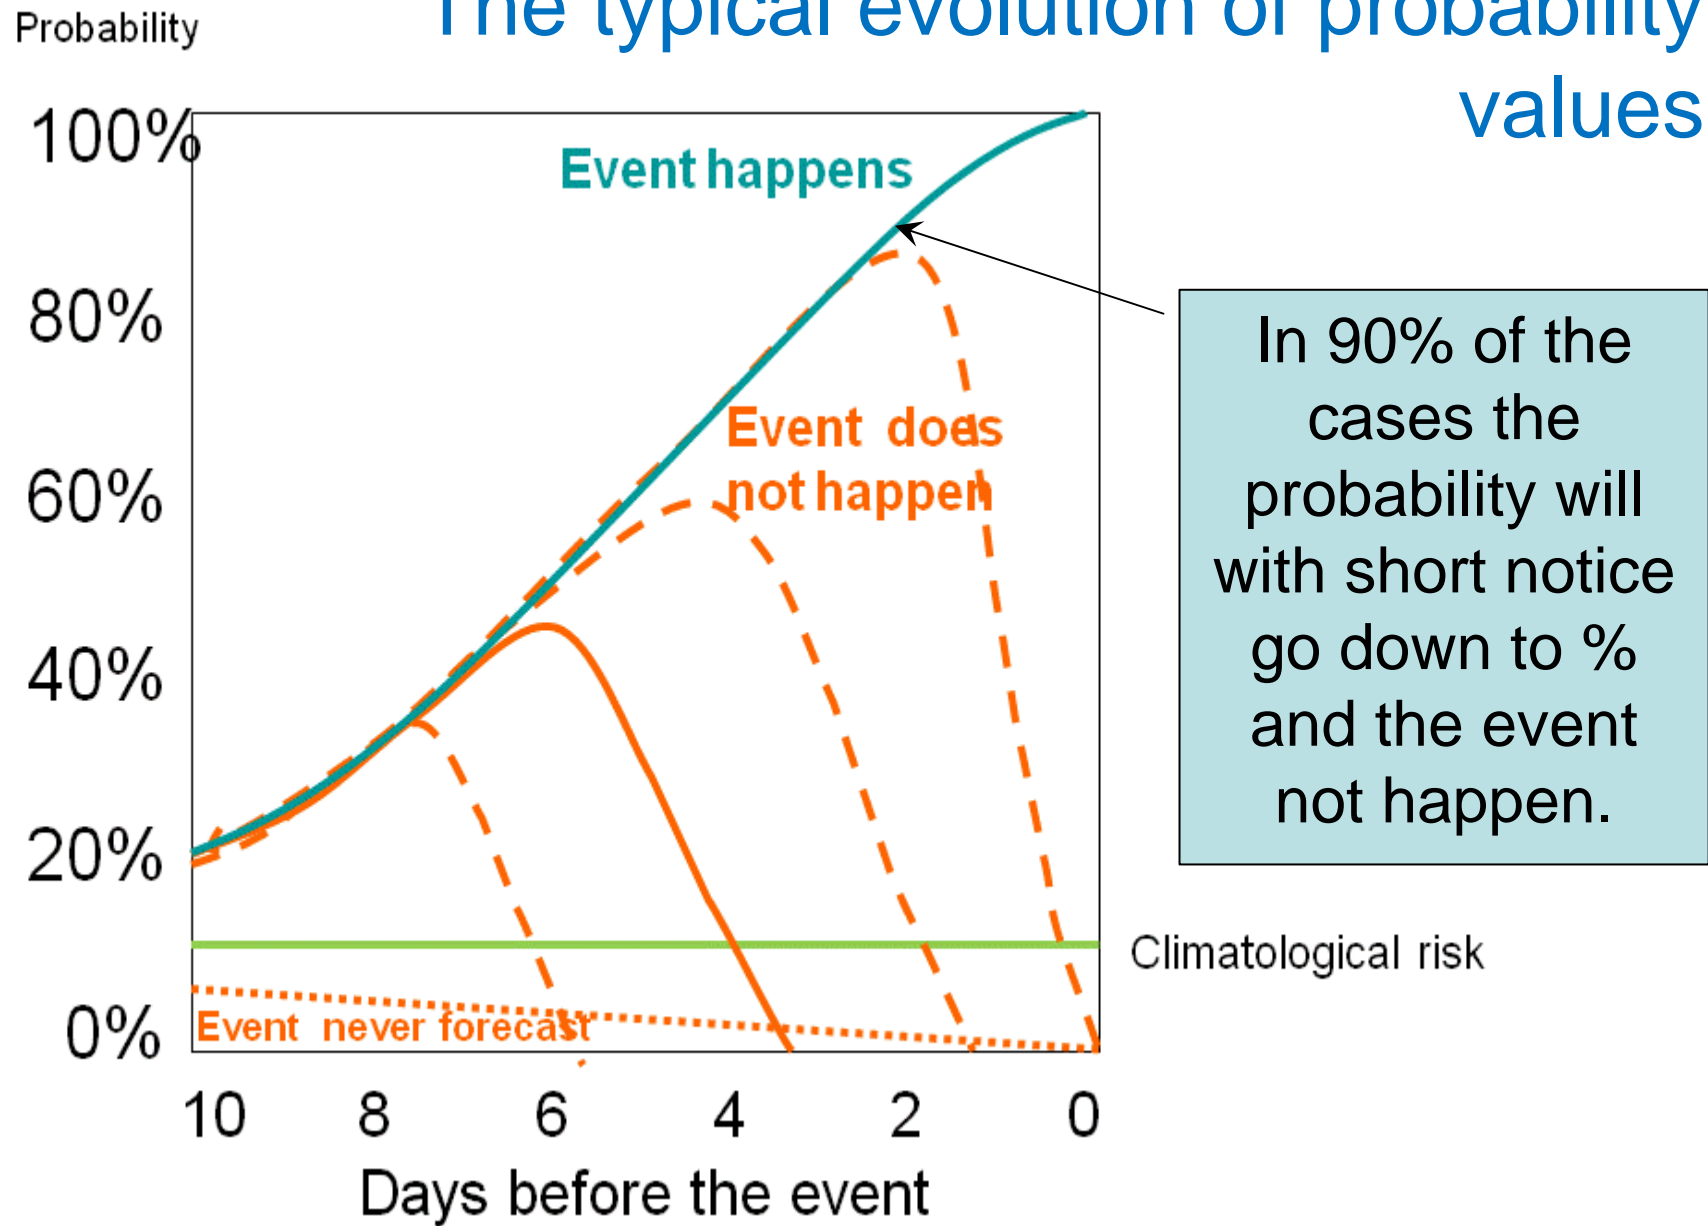 The typical evolution of probability
values
Probability
100%
80%
60%
40%
20%
0%
Event happens
Event does
not happen
In 90% of the
cases the
probability will
with short notice
go down to %
and the event
not happen.
Climatological risk
Event never forecast
10 8 6 4 2 0
Days before the event